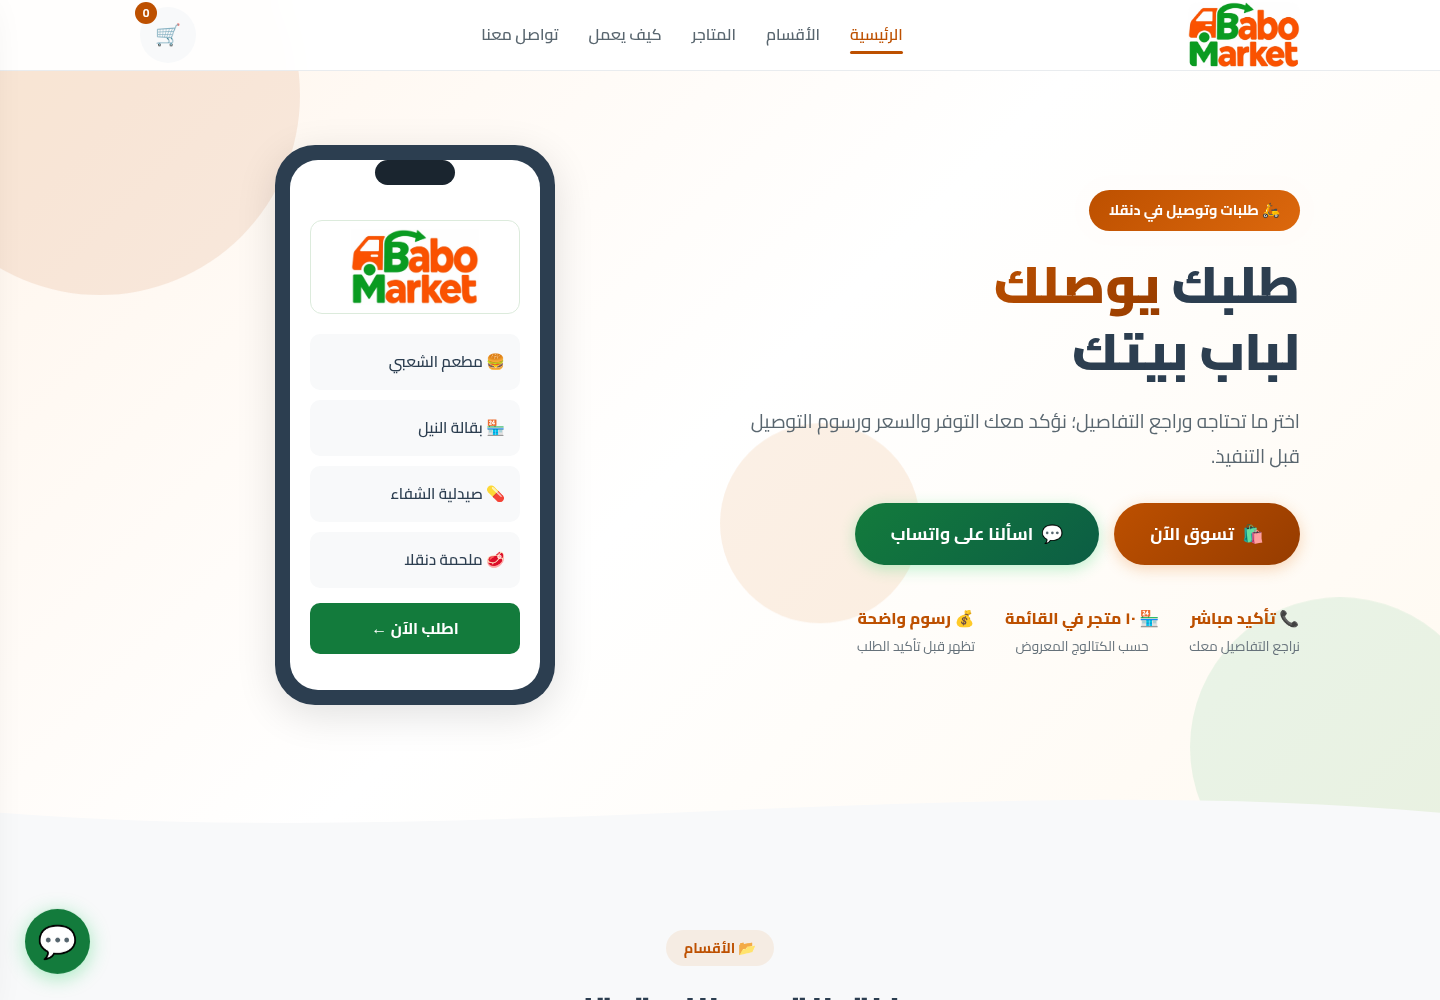 Babo
Market
الرئيسية
الأقسام
المتاجر
كيف يعمل
تواصل معنا
0
🛵 طلبات وتوصيل في دنقلا
طلبك يوصلك
لباب بيتك
اختر ما تحتاجه وراجع التفاصيل؛ نؤكد معك التوفر والسعر ورسوم التوصيل
قبل التنفيذ.
🛍️ تسوق الآن
💬 اسألنا على واتساب
📞 تأكيد مباشر
نراجع التفاصيل معك
🏪 ١٠ متجر في القائمة
حسب الكتالوج المعروض
💰 رسوم واضحة
تظهر قبل تأكيد الطلب
Babo
Market
🍔 مطعم الشعبي
🏪 بقالة النيل
💊 صيدلية الشفاء
🥩 ملحمة دنقلا
اطلب الآن ←
📂 الأقسام